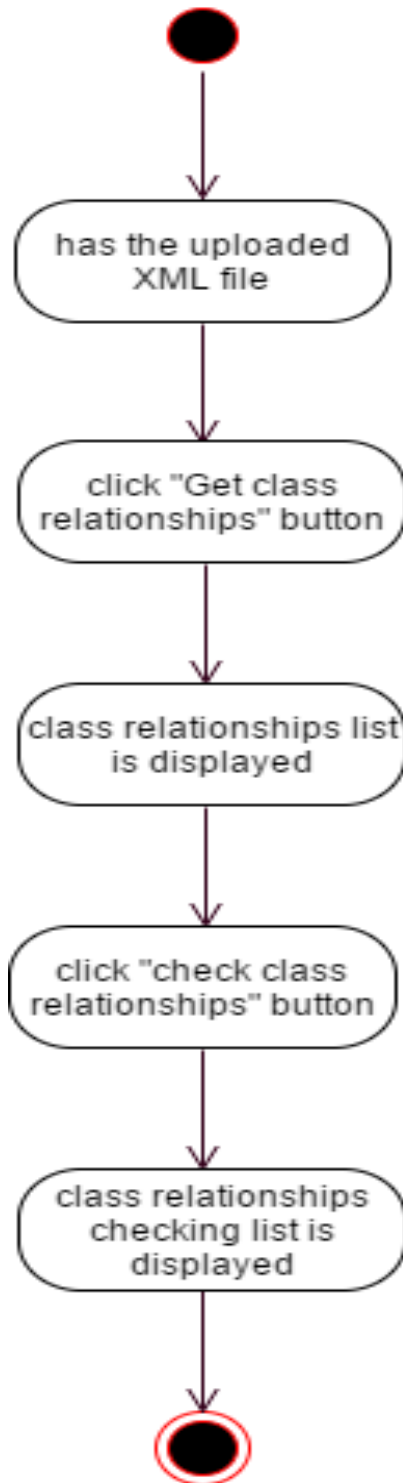 has the uploaded
XML file
click "Get class
relationships" button
class relationships list
is displayed
click "check class
relationships" button
class relationships
checking list is
displayed